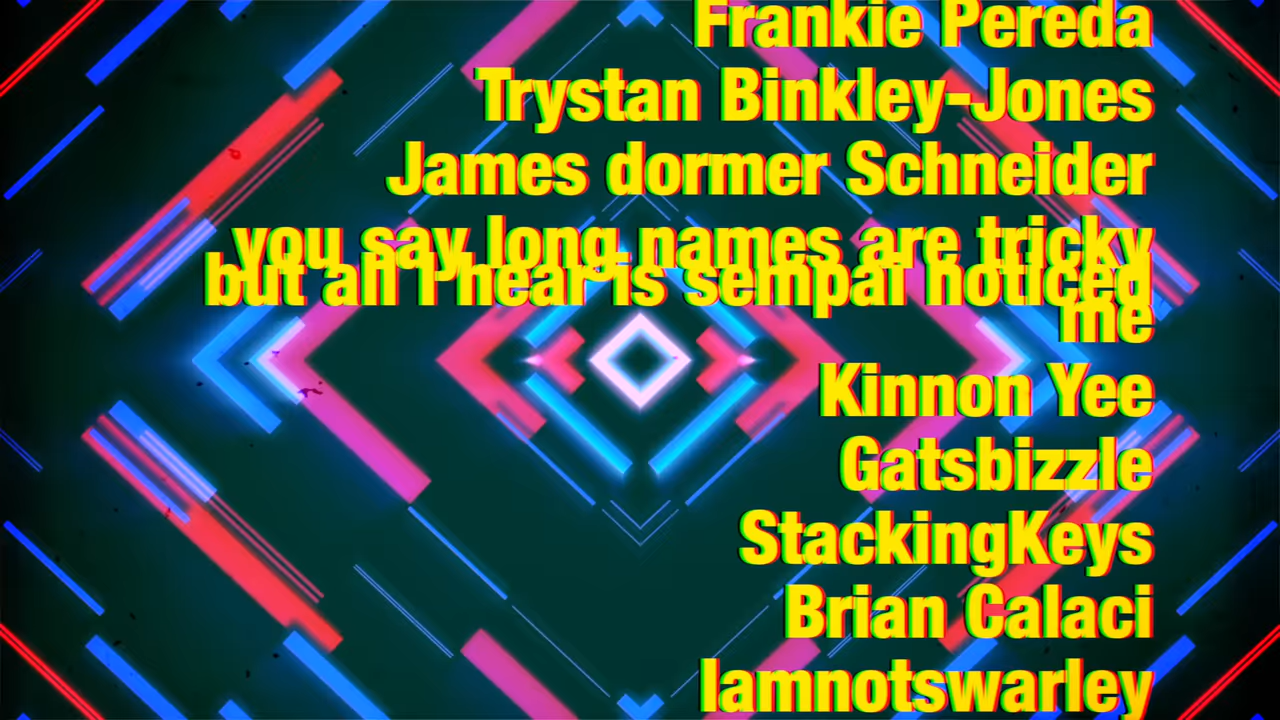 Frankie Pereda
Trystan Binkley-Jones
James dormer Schneider
you say long names are tricky
but all I hear is sempai noticed
me
Kinnon Yee
Gatsbizzle
StackingKeys
Brian Calaci
Iamnotswarley